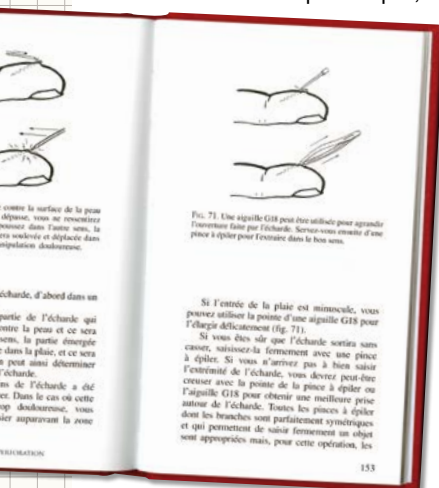 contre la surface de la peau
dépasse, vous ne ressentirez
poussez dans l'autre sens, la
sera soulevée et déplacée dans
manipulation douloureuse.
l'écharde, d'abord dans un
partie de l'écharde qui
contre la peau et ce sera
sens, la partie émergée
dans la plaie, et ce sera
peut ainsi déterminer
l'écharde.
de l'écharde a été
Dans le cas où cette
trop douloureuse, vous
auparavant la zone
PERFORATION
FIG. 71. Une aiguille G18 peut être utilisée pour agrandir
l'ouverture faite par l'écharde. Servez-vous ensuite d'une
pince à épiler pour l'extraire dans le bon sens.
Si l'entrée de la plaie est minuscule, vous
pouvez utiliser la pointe d'une aiguille G18 pour
l'élargir délicatement (fig. 71).
Si vous êtes sûr que l'écharde sortira sans
casser, saisissez-la fermement avec une pince
à épiler. Si vous n'arrivez pas à bien saisir
l'extrémité de l'écharde, vous devrez peut-être
creuser avec la pointe de la pince à épiler ou
l'aiguille G18 pour obtenir une meilleure prise
autour de l'écharde. Toutes les pinces à épiler
dont les branches sont parfaitement symétriques
et qui permettent de saisir fermement un objet
sont appropriées mais, pour cette opération, les
153